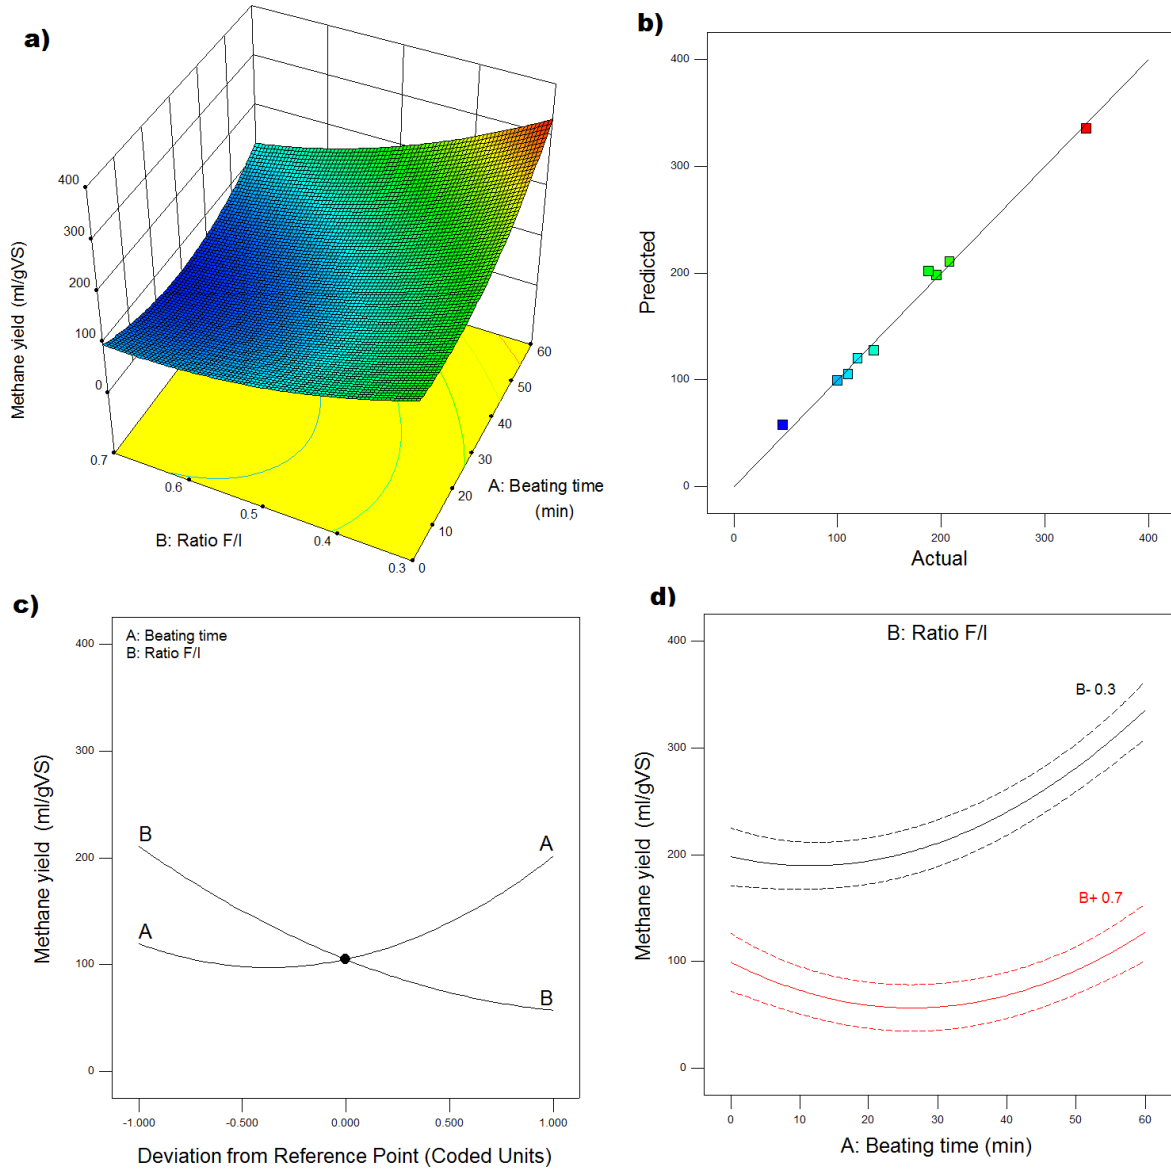 a)
Methane yield (ml/gVS)
400
300
200
100
0
0.7
0.6
0.5
0.4
0.3
B: Ratio F/I
0
10
20
30
40
50
60
A: Beating time
(min)
b)
Predicted
400
300
200
100
0
0
100
200
300
400
Actual
c)
A: Beating time
B: Ratio F/I
Methane yield (ml/gVS)
400
300
200
100
0
B
A
A
B
-1.000
-0.500
0.000
0.500
1.000
Deviation from Reference Point (Coded Units)
d)
B: Ratio F/I
Methane yield (ml/gVS)
400
300
200
100
0
B- 0.3
B+ 0.7
0
10
20
30
40
50
60
A: Beating time (min)